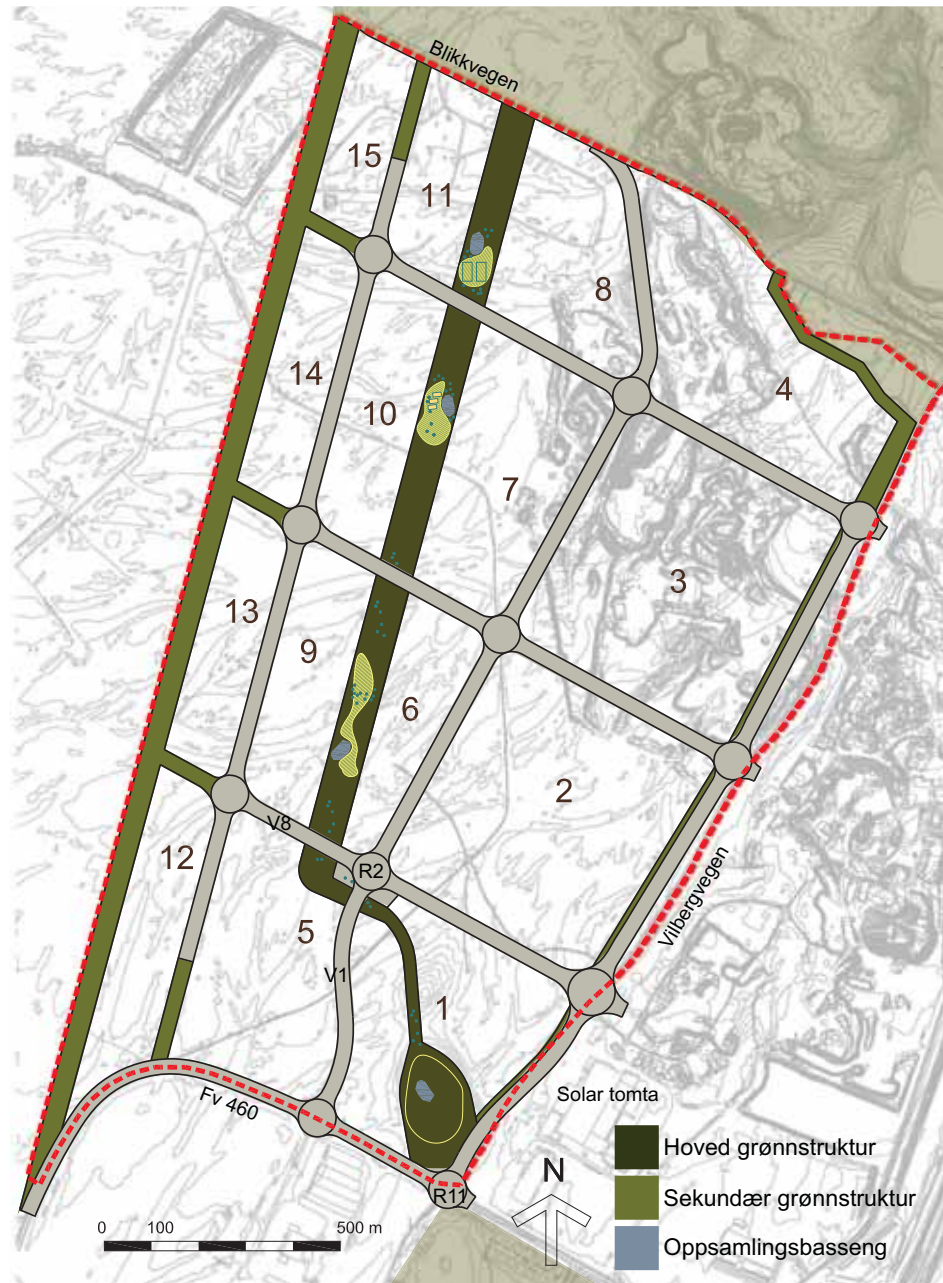 Blikkvegen
15
11
8
14
10
4
7
3
13
9
6
2
V8
12
R2
5
Vilbergvegen
V1
1
Fv 460
Solar tomta
N
R11
Hoved grønnstruktur
Sekundær grønnstruktur
Oppsamlingsbasseng
0 100 500 m